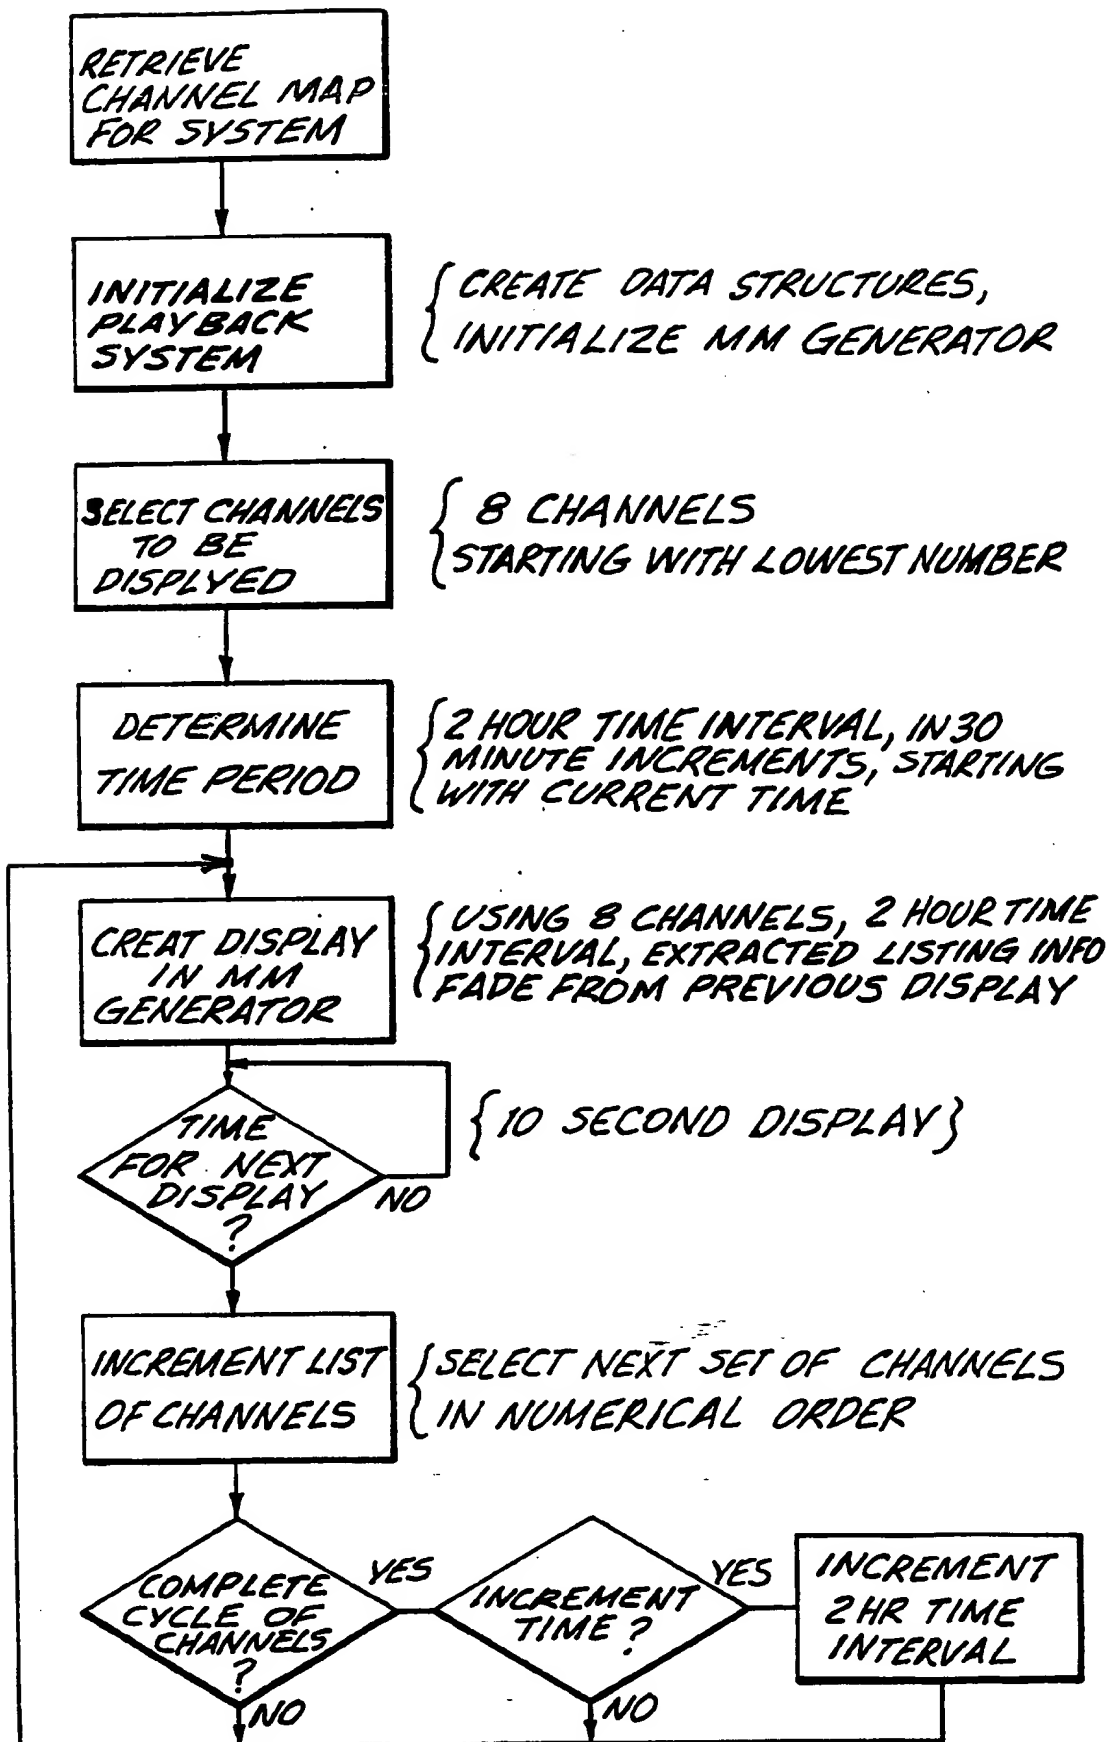 RETRIEVE
CHANNEL MAP
FOR SYSTEM
INITIALIZE
PLAYBACK
SYSTEM
{ CREATE DATA STRUCTURES,
INITIALIZE MM GENERATOR
SELECT CHANNELS
TO BE
DISPLYED
{ 8 CHANNELS
STARTING WITH LOWEST NUMBER
DETERMINE
TIME PERIOD
{ 2 HOUR TIME INTERVAL, IN 30
MINUTE INCREMENTS, STARTING
WITH CURRENT TIME
CREAT DISPLAY
IN MM
GENERATOR
{ USING 8 CHANNELS, 2 HOUR TIME
INTERVAL, EXTRACTED LISTING INFO
FADE FROM PREVIOUS DISPLAY
TIME
FOR NEXT
DISPLAY
?
NO
{ 10 SECOND DISPLAY }
INCREMENT LIST
OF CHANNELS
{ SELECT NEXT SET OF CHANNELS
IN NUMERICAL ORDER
COMPLETE
CYCLE OF
CHANNELS
?
YES
NO
INCREMENT
TIME ?
YES
NO
INCREMENT
2 HR TIME
INTERVAL